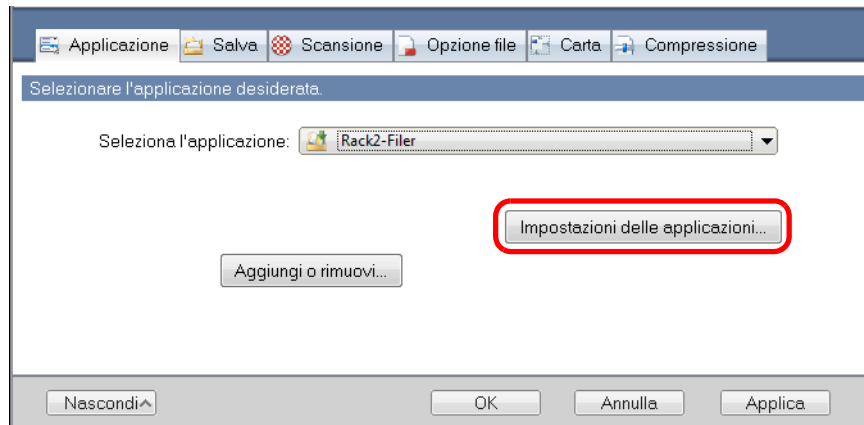 Applicazione Salva Scansione Opzione file Carta Compressione
Selezionare l'applicazione desiderata.
Seleziona l'applicazione: Rack2-Filer
Impostazioni delle applicazioni...
Aggiungi o rimuovi...
Nascondi OK Annulla Applica